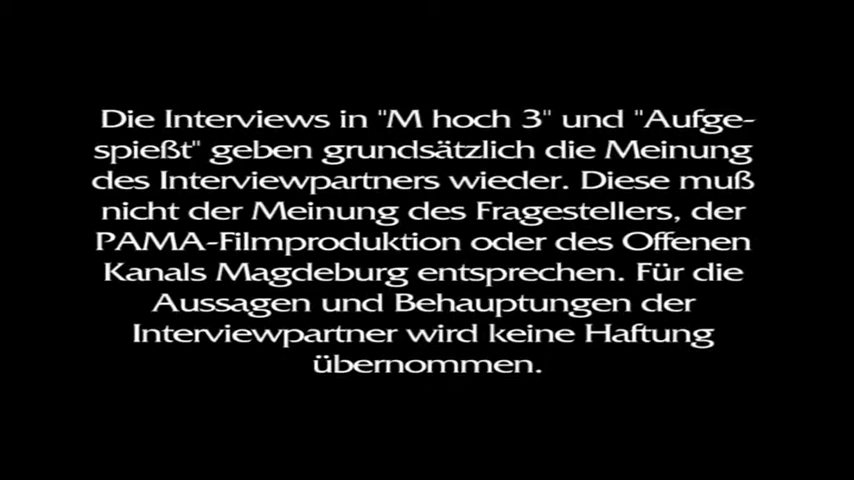 Die Interviews in "M hoch 3" und "Aufge-
spießt" geben grundsätzlich die Meinung
des Interviewpartners wieder. Diese muß
nicht der Meinung des Fragestellers, der
PAMA-Filmproduktion oder des Offenen
Kanals Magdeburg entsprechen. Für die
Aussagen und Behauptungen der
Interviewpartner wird keine Haftung
übernommen.